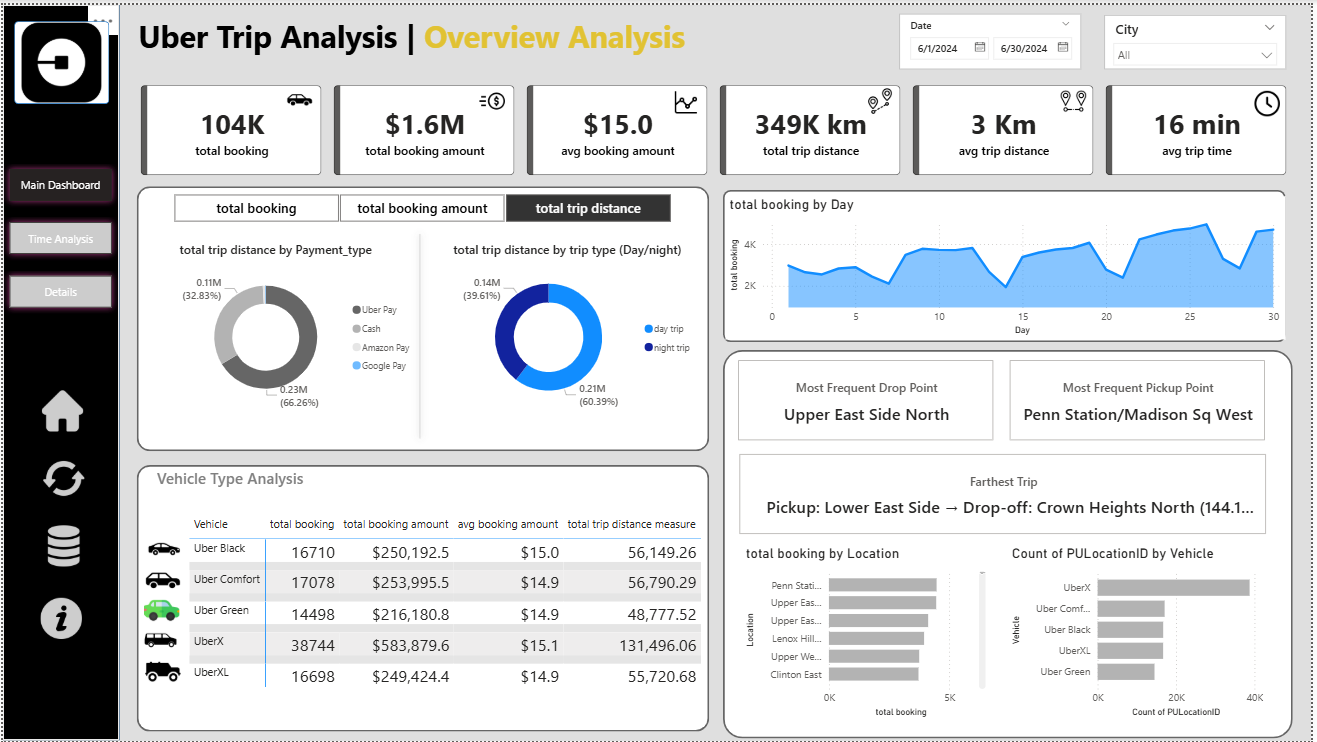 Uber Trip Analysis | Overview Analysis
Date
6/1/2024 6/30/2024
City
All
104K
total booking
$1.6M
total booking amount
$15.0
avg booking amount
349K km
total trip distance
3 Km
avg trip distance
16 min
avg trip time
Main Dashboard
Time Analysis
Details
total booking total booking amount total trip distance
total trip distance by Payment_type
0.11M
(32.83%)
0.23M
(66.26%)
Uber Pay
Cash
Amazon Pay
Google Pay
total trip distance by trip type (Day/night)
0.14M
(39.61%)
0.21M
(60.39%)
day trip
night trip
total booking by Day
total booking
4K
2K
0 5 10 15 20 25 30
Day
Vehicle Type Analysis
Vehicle total booking total booking amount avg booking amount total trip distance measure
Uber Black 16710 $250,192.5 $15.0 56,149.26
Uber Comfort 17078 $253,995.5 $14.9 56,790.29
Uber Green 14498 $216,180.8 $14.9 48,777.52
UberX 38744 $583,879.6 $15.1 131,496.06
UberXL 16698 $249,424.4 $14.9 55,720.68
Most Frequent Drop Point
Upper East Side North
Most Frequent Pickup Point
Penn Station/Madison Sq West
Farthest Trip
Pickup: Lower East Side → Drop-off: Crown Heights North (144.1...
total booking by Location
Location
Penn Stati...
Upper Eas...
Upper Eas...
Lenox Hill...
Upper We...
Clinton East
0K 5K
total booking
Count of PULocationID by Vehicle
Vehicle
UberX
Uber Comf...
Uber Black
UberXL
Uber Green
0K 20K 40K
Count of PULocationID